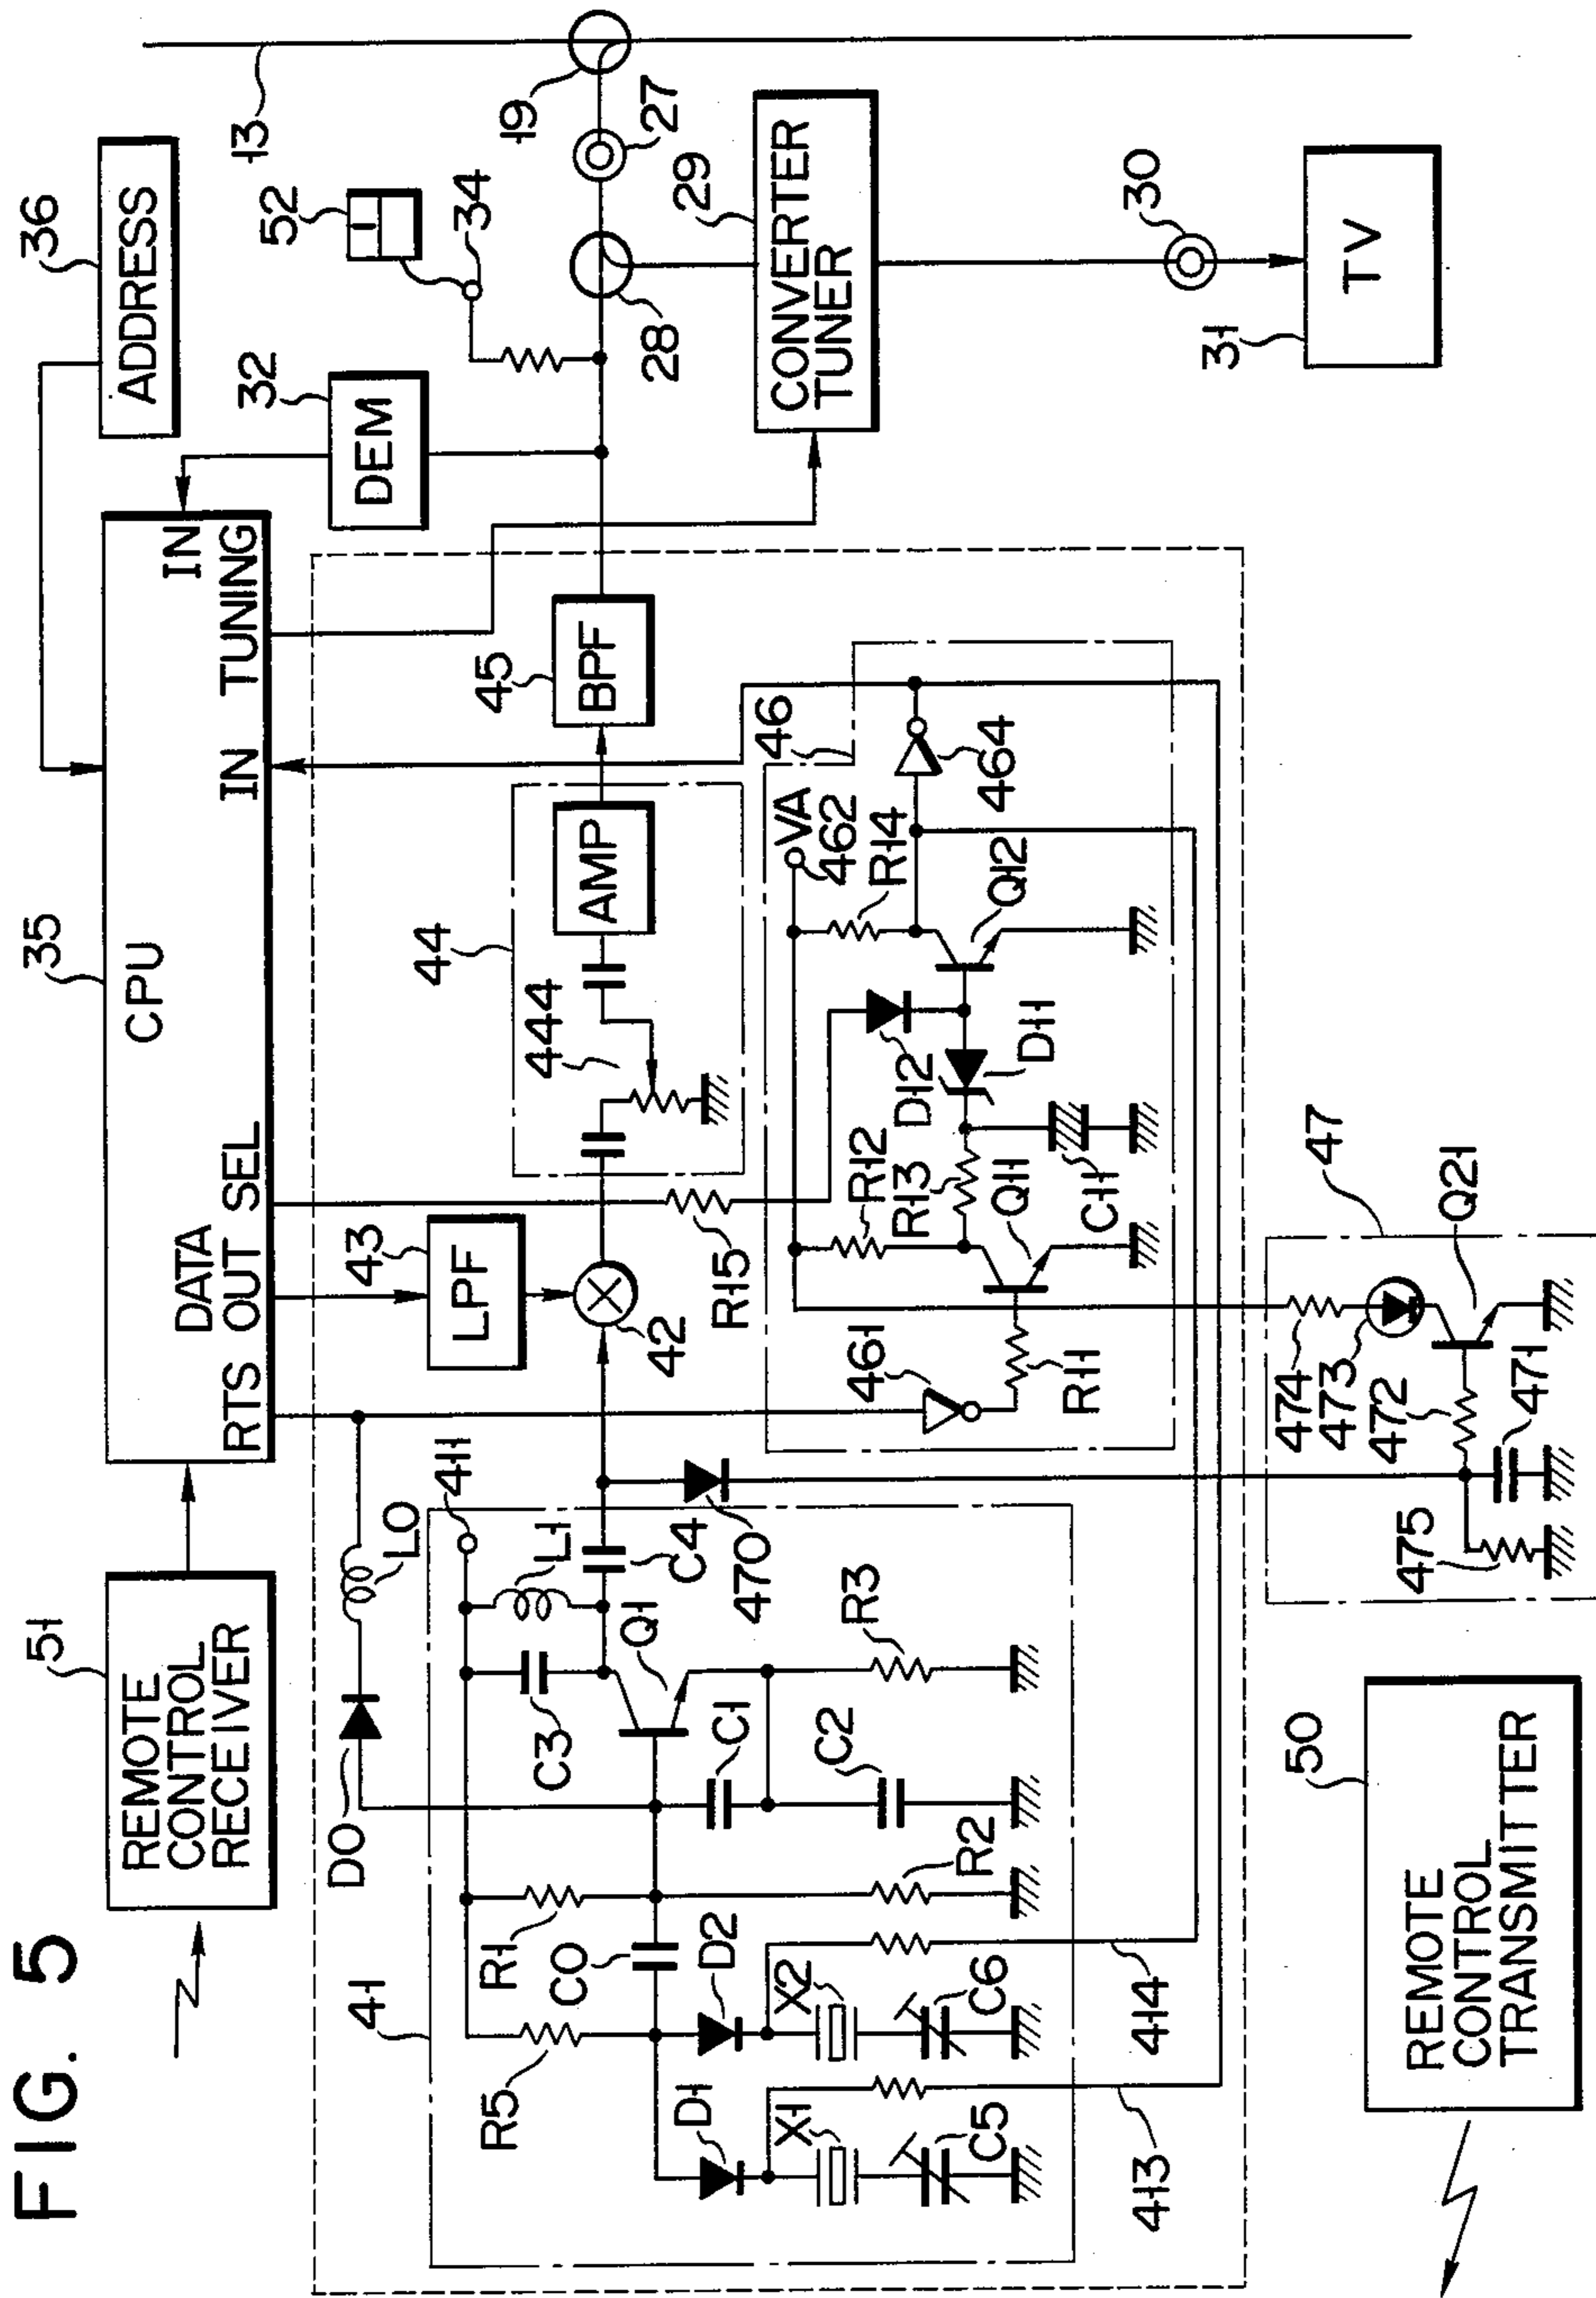 FIG. 5
36
ADDRESS
13
19
27
52
34
32
DEM
28
29
CONVERTER
TUNER
30
31
TV
35
CPU
IN
TUNING
IN
SEL
DATA
OUT
RTS
45
BPF
44
AMP
444
43
LPF
42
R15
46
VA
462
R14
464
Q12
D12
D11
R12
R13
Q11
C11
461
R11
47
Q21
474
473
472
471
475
51
REMOTE
CONTROL
RECEIVER
L0
D0
411
L1
C4
470
C3
Q1
C1
R3
C2
R2
R1
C0
41
D2
R5
X2
C6
D1
X1
C5
414
413
50
REMOTE
CONTROL
TRANSMITTER